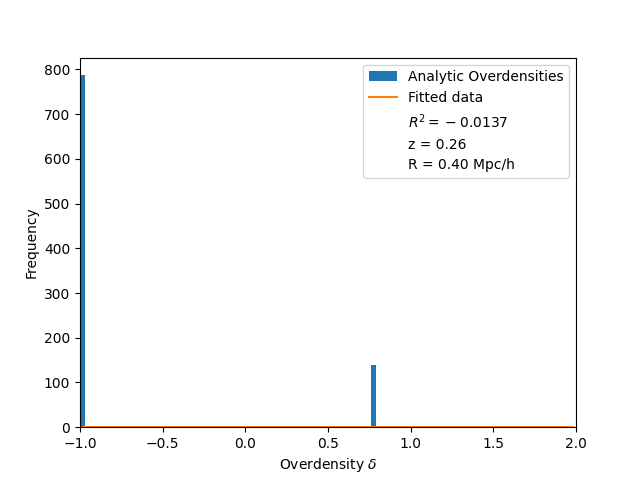 Analytic Overdensities
Fitted data
$R^2 = -0.0137$
z = 0.26
R = 0.40 Mpc/h
800
700
600
500
400
300
200
100
0
Frequency
−1.0 −0.5 0.0 0.5 1.0 1.5 2.0
Overdensity δ